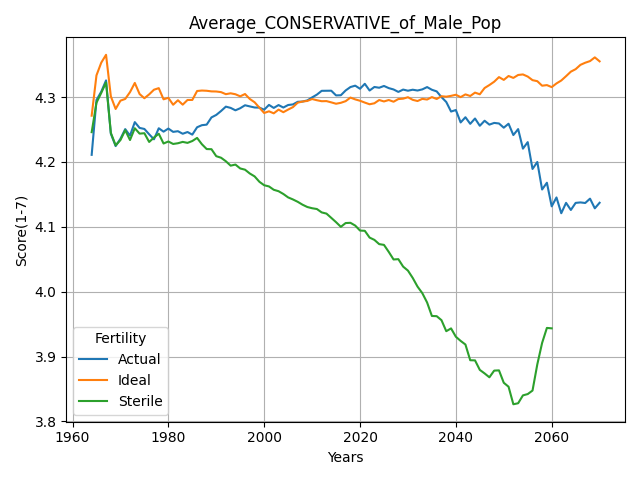 Average_CONSERVATIVE_of_Male_Pop
Score(1-7)
4.3
4.2
4.1
4.0
3.9
3.8
Fertility
Actual
Ideal
Sterile
1960 1980 2000 2020 2040 2060
Years